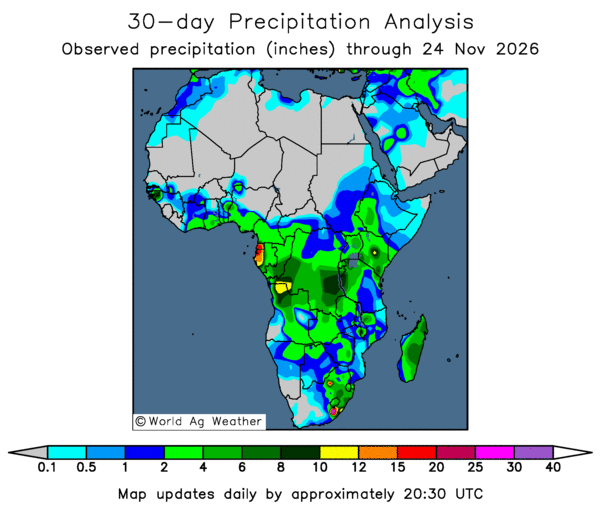 30-day Precipitation Analysis
Observed precipitation (inches) through 24 Nov 2026
© World Ag Weather
0.1 0.5 1 2 4 6 8 10 12 15 20 25 30 40
Map updates daily by approximately 20:30 UTC